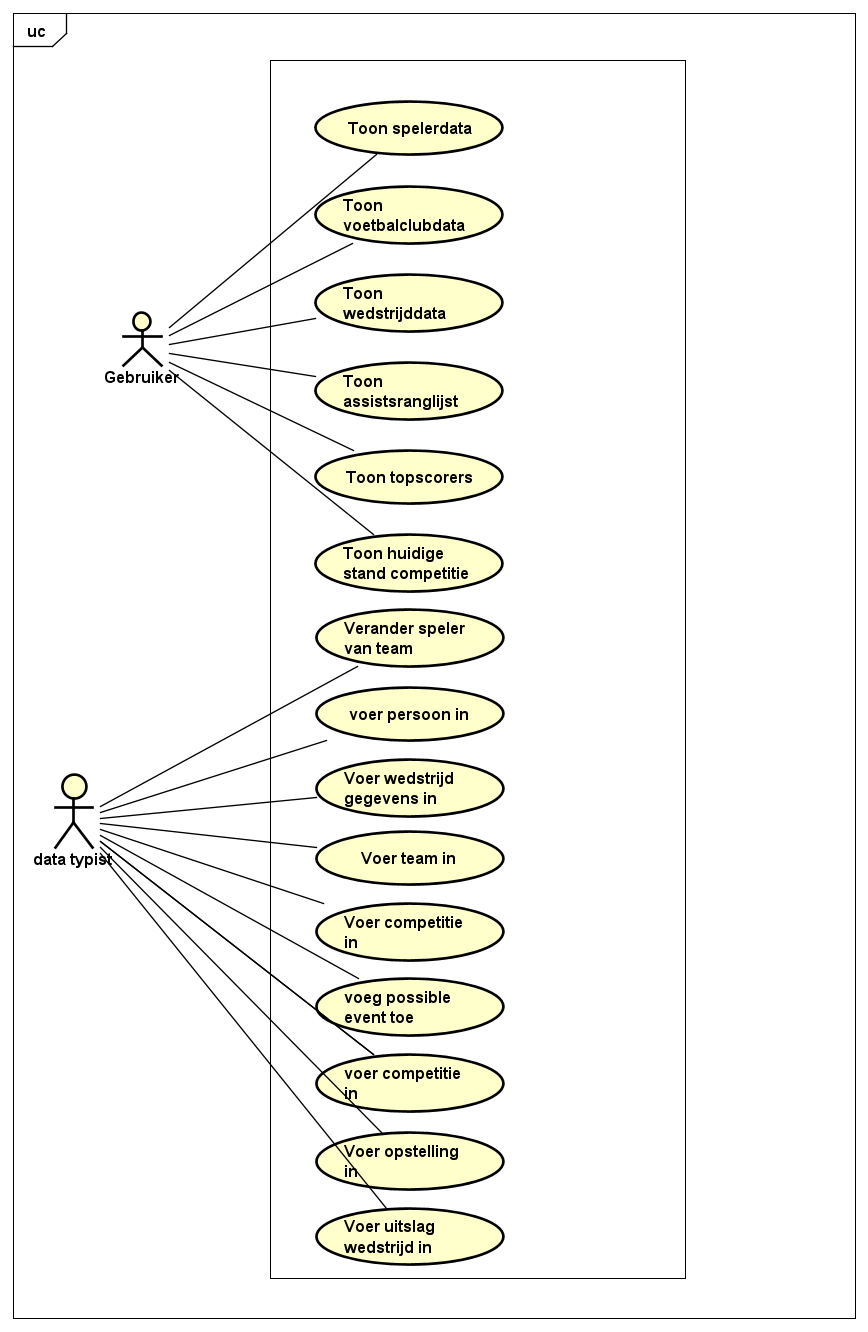 uc
Toon spelerdata
Toon
voetbalclubdata
Toon
wedstrijddata
Gebruiker
Toon
assistsranglijst
Toon topscorers
Toon huidige
stand competitie
Verander speler
van team
voer persoon in
Voer wedstrijd
gegevens in
data typist
Voer team in
Voer competitie
in
voeg possible
event toe
voer competitie
in
Voer opstelling
in
Voer uitslag
wedstrijd in